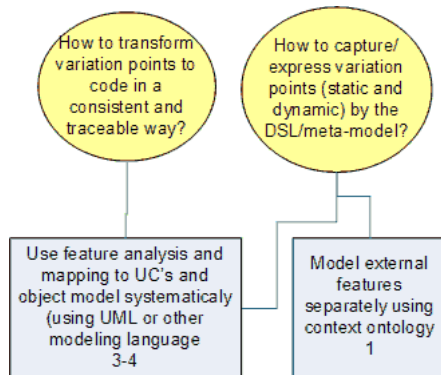 How to transform
variation points to
code in a
consistent and
traceable way?
How to capture/
express variation
points (static and
dynamic) by the
DSL/meta-model?
Use feature analysis and
mapping to UC's and
object model systematicaly
(using UML or other
modeling language
3-4
Model external
features
separately using
context ontology
1